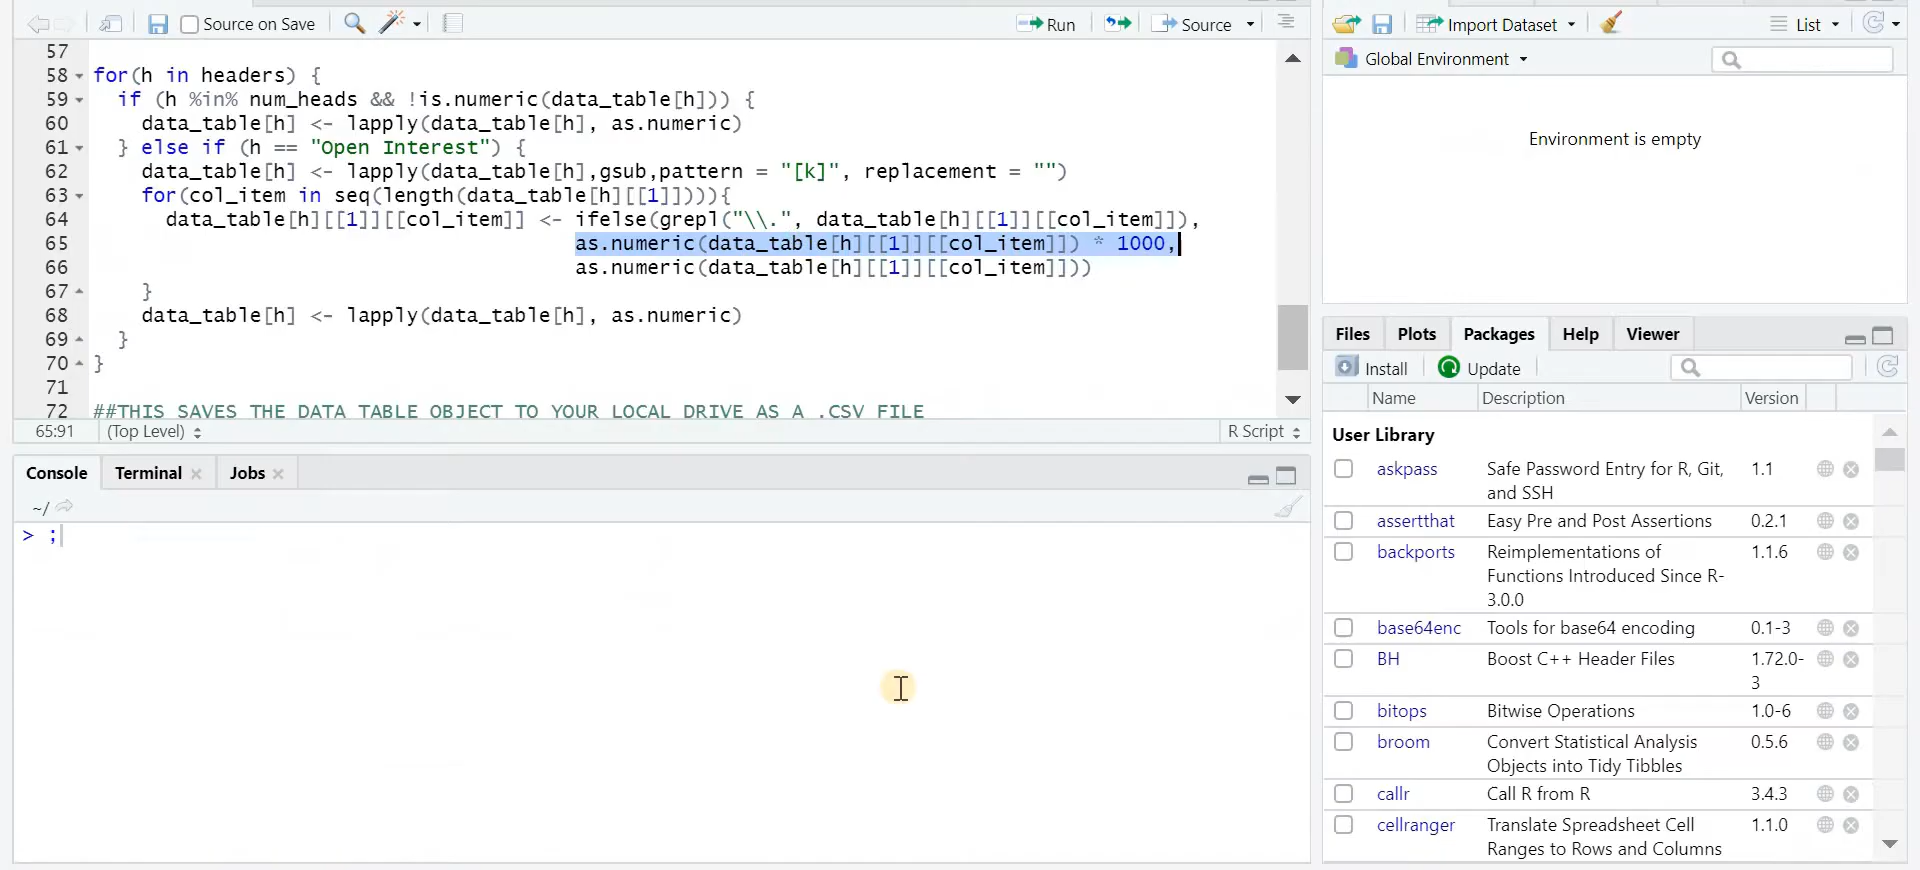 Source on Save
Run
Source
57
58 for(h in headers) {
59 if (h %in% num_heads && !is.numeric(data_table[h])) {
60 data_table[h] <- lapply(data_table[h], as.numeric)
61 } else if (h == "Open Interest") {
62 data_table[h] <- lapply(data_table[h],gsub,pattern = "[k]", replacement = "")
63 for(col_item in seq(length(data_table[h][[1]]))){
64 data_table[h][[1]][[col_item]] <- ifelse(grepl("\\.", data_table[h][[1]][[col_item]]),
65 as.numeric(data_table[h][[1]][[col_item]]) * 1000,
66 as.numeric(data_table[h][[1]][[col_item]]))
67 }
68 data_table[h] <- lapply(data_table[h], as.numeric)
69 }
70 }
71
72 ##THIS SAVES THE DATA TABLE OBJECT TO YOUR LOCAL DRIVE AS A .CSV FILE
65:91 (Top Level) R Script
Console Terminal Jobs
~/
> ;
Import Dataset List
Global Environment
Environment is empty
Files Plots Packages Help Viewer
Install Update
Name Description Version
User Library
askpass Safe Password Entry for R, Git, 1.1
and SSH
assertthat Easy Pre and Post Assertions 0.2.1
backports Reimplementations of 1.1.6
Functions Introduced Since R-
3.0.0
base64enc Tools for base64 encoding 0.1-3
BH Boost C++ Header Files 1.72.0-
3
bitops Bitwise Operations 1.0-6
broom Convert Statistical Analysis 0.5.6
Objects into Tidy Tibbles
callr Call R from R 3.4.3
cellranger Translate Spreadsheet Cell 1.1.0
Ranges to Rows and Columns